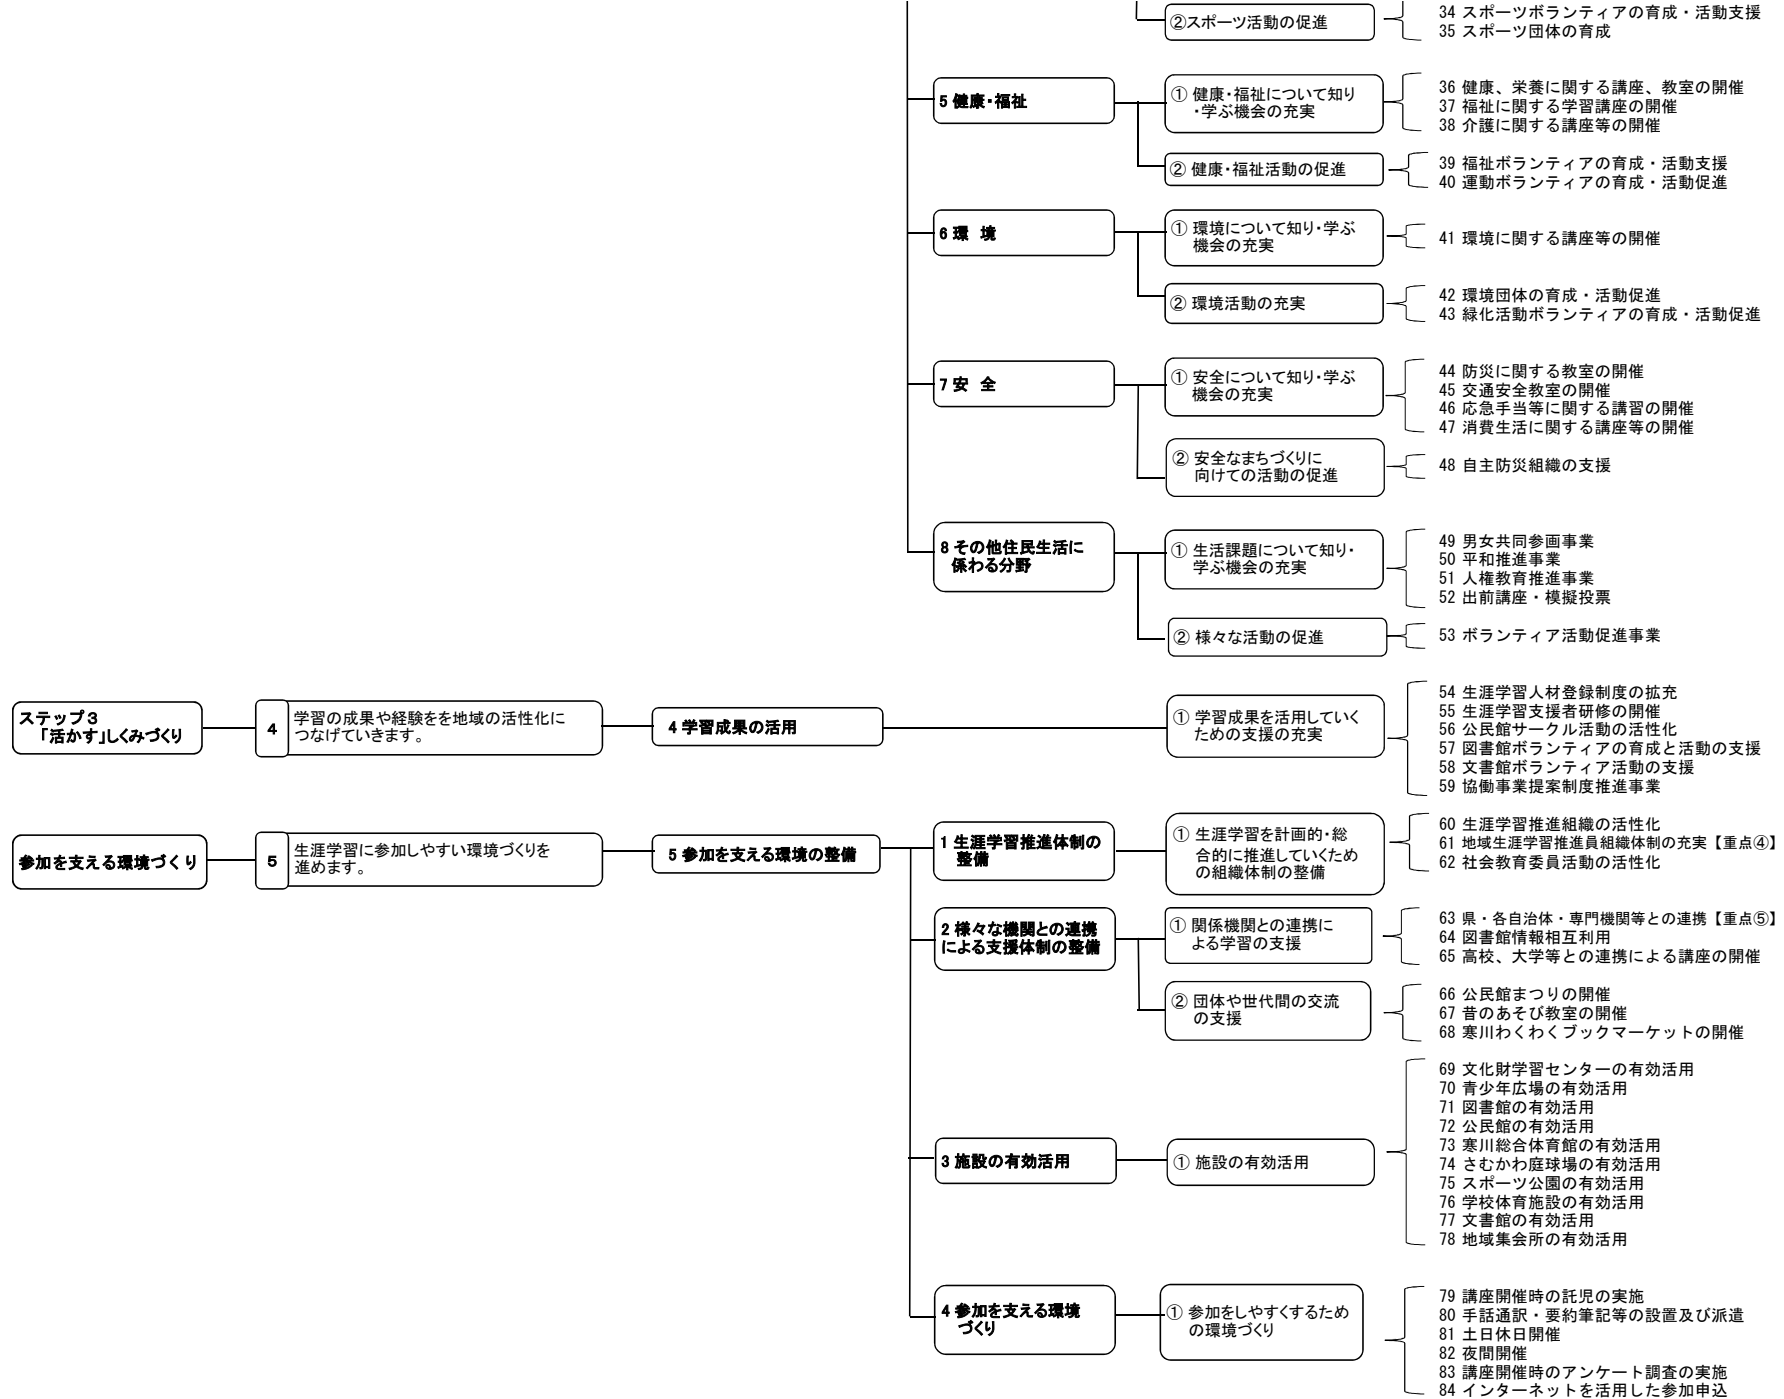 ②スポーツ活動の促進
34 スポーツボランティアの育成・活動支援
35 スポーツ団体の育成
5 健康・福祉
① 健康・福祉について知り
・学ぶ機会の充実
36 健康、栄養に関する講座、教室の開催
37 福祉に関する学習講座の開催
38 介護に関する講座等の開催
② 健康・福祉活動の促進
39 福祉ボランティアの育成・活動支援
40 運動ボランティアの育成・活動促進
6 環 境
① 環境について知り・学ぶ
機会の充実
41 環境に関する講座等の開催
② 環境活動の充実
42 環境団体の育成・活動促進
43 緑化活動ボランティアの育成・活動促進
7 安 全
① 安全について知り・学ぶ
機会の充実
44 防災に関する教室の開催
45 交通安全教室の開催
46 応急手当等に関する講習の開催
47 消費生活に関する講座等の開催
② 安全なまちづくりに
向けての活動の促進
48 自主防災組織の支援
8 その他住民生活に
係わる分野
① 生活課題について知り・
学ぶ機会の充実
49 男女共同参画事業
50 平和推進事業
51 人権教育推進事業
52 出前講座・模擬投票
② 様々な活動の促進
53 ボランティア活動促進事業
ステップ3
「活かす」しくみづくり
4
学習の成果や経験をを地域の活性化に
つなげていきます。
4 学習成果の活用
① 学習成果を活用していく
ための支援の充実
54 生涯学習人材登録制度の拡充
55 生涯学習支援者研修の開催
56 公民館サークル活動の活性化
57 図書館ボランティアの育成と活動の支援
58 文書館ボランティア活動の支援
59 協働事業提案制度推進事業
参加を支える環境づくり
5
生涯学習に参加しやすい環境づくりを
進めます。
5 参加を支える環境の整備
1 生涯学習推進体制の
整備
① 生涯学習を計画的・総
合的に推進していくため
の組織体制の整備
60 生涯学習推進組織の活性化
61 地域生涯学習推進員組織体制の充実【重点④】
62 社会教育委員活動の活性化
2 様々な機関との連携
による支援体制の整備
① 関係機関との連携に
よる学習の支援
63 県・各自治体・専門機関等との連携【重点⑤】
64 図書館情報相互利用
65 高校、大学等との連携による講座の開催
② 団体や世代間の交流
の支援
66 公民館まつりの開催
67 昔のあそび教室の開催
68 寒川わくわくブックマーケットの開催
3 施設の有効活用
① 施設の有効活用
69 文化財学習センターの有効活用
70 青少年広場の有効活用
71 図書館の有効活用
72 公民館の有効活用
73 寒川総合体育館の有効活用
74 さむかわ庭球場の有効活用
75 スポーツ公園の有効活用
76 学校体育施設の有効活用
77 文書館の有効活用
78 地域集会所の有効活用
4 参加を支える環境
づくり
① 参加をしやすくするため
の環境づくり
79 講座開催時の託児の実施
80 手話通訳・要約筆記等の設置及び派遣
81 土日休日開催
82 夜間開催
83 講座開催時のアンケート調査の実施
84 インターネットを活用した参加申込